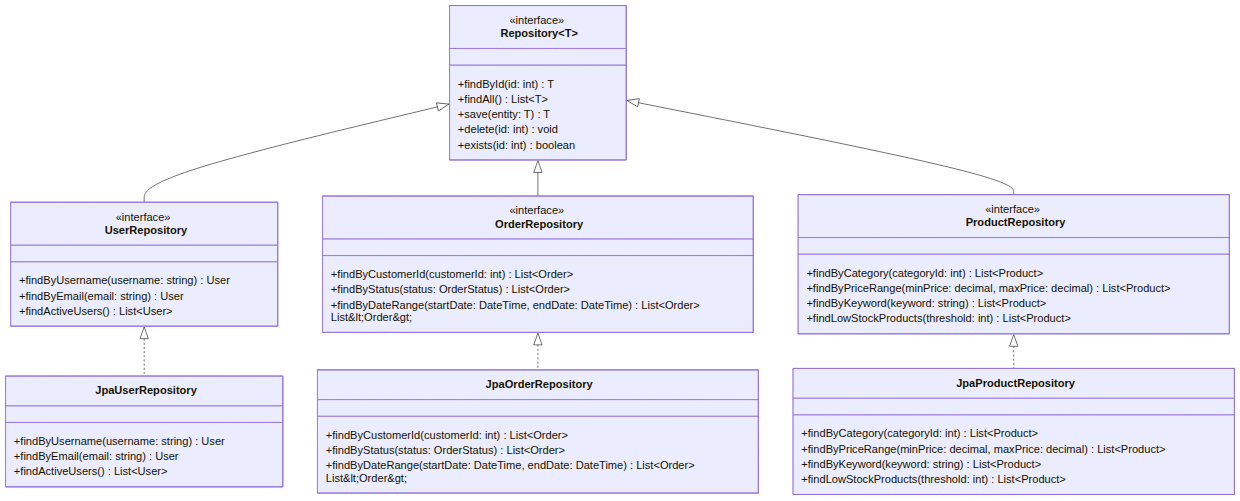 «interface»
Repository<T>
+findById(id: int) : T
+findAll() : List<T>
+save(entity: T) : T
+delete(id: int) : void
+exists(id: int) : boolean
«interface»
UserRepository
+findByUsername(username: string) : User
+findByEmail(email: string) : User
+findActiveUsers() : List<User>
«interface»
OrderRepository
+findByCustomerId(customerId: int) : List<Order>
+findByStatus(status: OrderStatus) : List<Order>
+findByDateRange(startDate: DateTime, endDate: DateTime) : List<Order>
List&lt;Order&gt;
«interface»
ProductRepository
+findByCategory(categoryId: int) : List<Product>
+findByPriceRange(minPrice: decimal, maxPrice: decimal) : List<Product>
+findByKeyword(keyword: string) : List<Product>
+findLowStockProducts(threshold: int) : List<Product>
JpaUserRepository
+findByUsername(username: string) : User
+findByEmail(email: string) : User
+findActiveUsers() : List<User>
JpaOrderRepository
+findByCustomerId(customerId: int) : List<Order>
+findByStatus(status: OrderStatus) : List<Order>
+findByDateRange(startDate: DateTime, endDate: DateTime) : List<Order>
List&lt;Order&gt;
JpaProductRepository
+findByCategory(categoryId: int) : List<Product>
+findByPriceRange(minPrice: decimal, maxPrice: decimal) : List<Product>
+findByKeyword(keyword: string) : List<Product>
+findLowStockProducts(threshold: int) : List<Product>